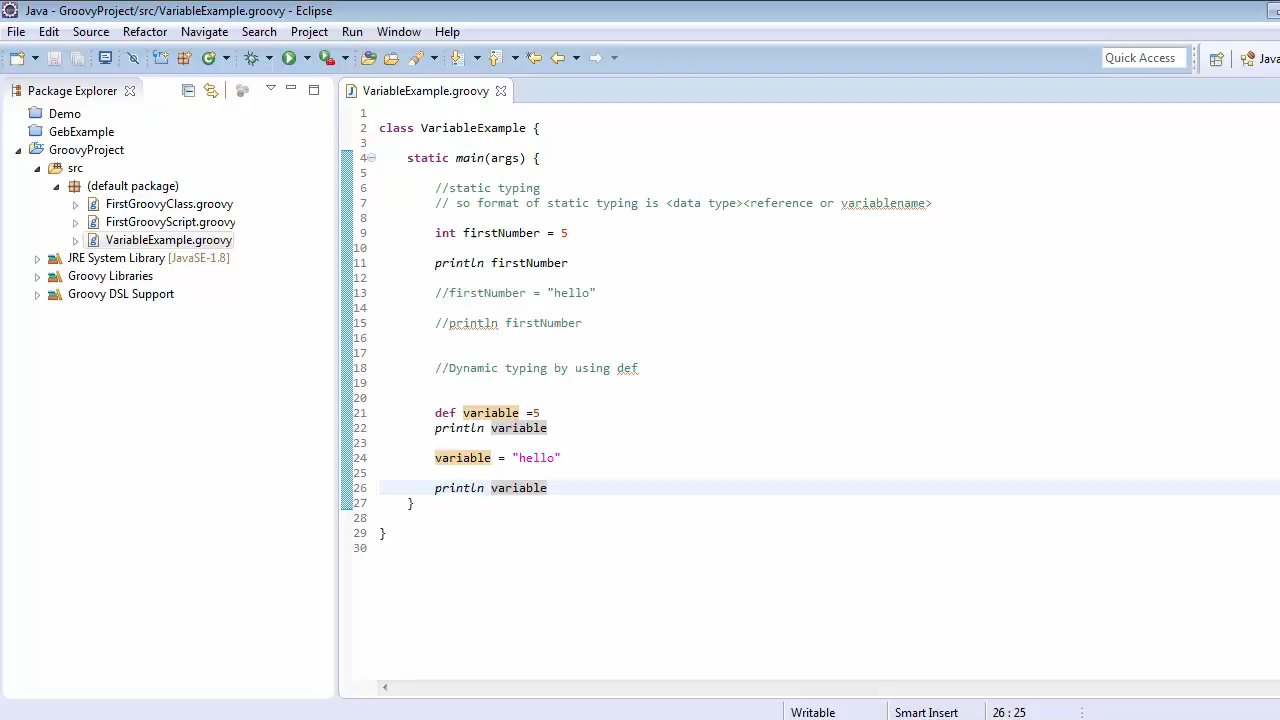 Java - GroovyProject/src/VariableExample.groovy - Eclipse
File Edit Source Refactor Navigate Search Project Run Window Help
Quick Access
Java
Package Explorer
Demo
GebExample
GroovyProject
src
(default package)
FirstGroovyClass.groovy
FirstGroovyScript.groovy
VariableExample.groovy
JRE System Library [JavaSE-1.8]
Groovy Libraries
Groovy DSL Support
VariableExample.groovy
1
2 class VariableExample {
3
4 static main(args) {
5
6 //static typing
7 // so format of static typing is <data type><reference or variablename>
8
9 int firstNumber = 5
10
11 println firstNumber
12
13 //firstNumber = "hello"
14
15 //println firstNumber
16
17
18 //Dynamic typing by using def
19
20
21 def variable =5
22 println variable
23
24 variable = "hello"
25
26 println variable
27 }
28
29 }
30
Writable Smart Insert 26 : 25